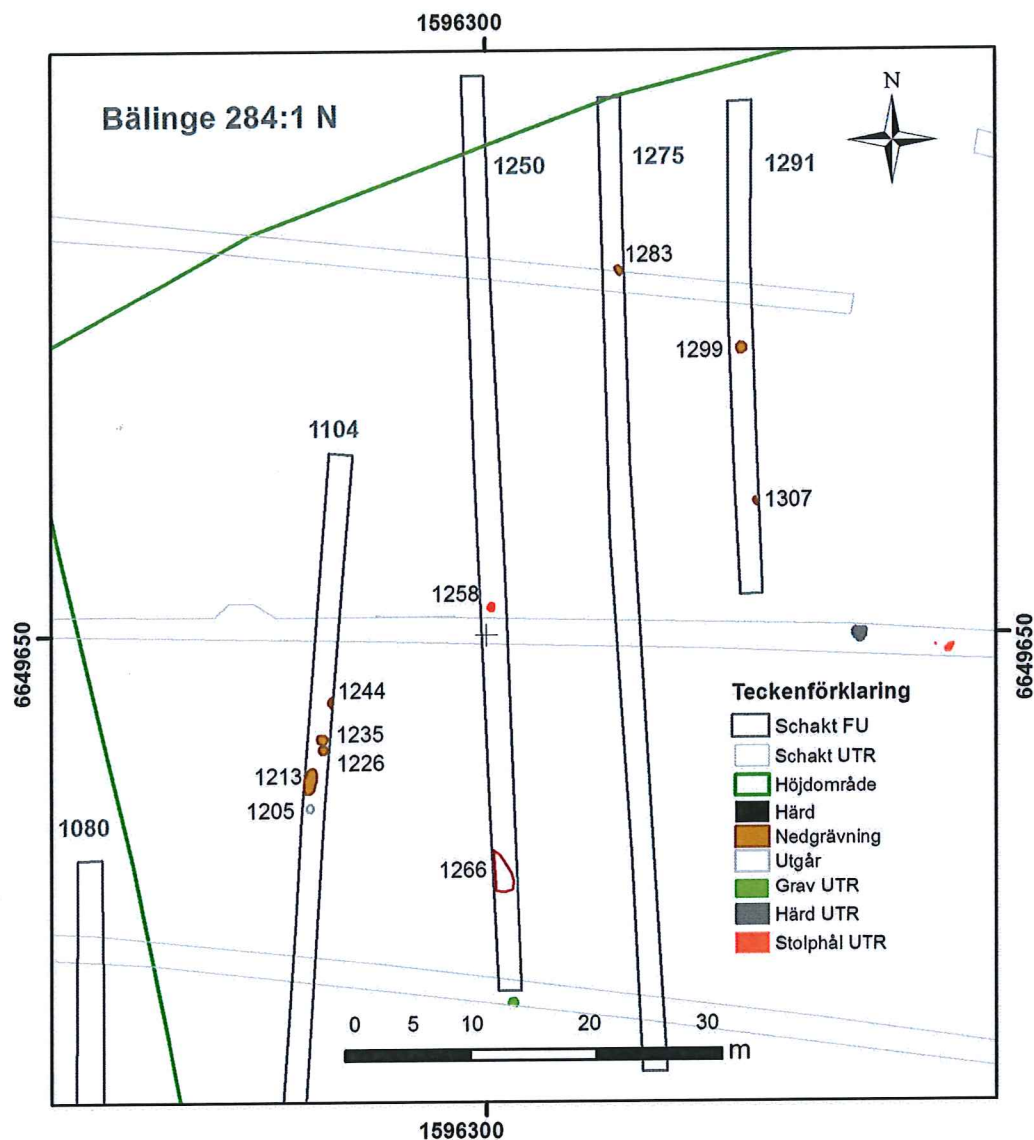 1596300
Bälinge 284:1 N
N
1250
1275
1291
1283
1299
1104
1307
1258
6649650
6649650
1244
1235
1226
1213
1205
1080
1266
Teckenförklaring
Schakt FU
Schakt UTR
Höjdområde
Härd
Nedgrävning
Utgår
Grav UTR
Härd UTR
Stolphål UTR
0 5 10 20 30
m
1596300